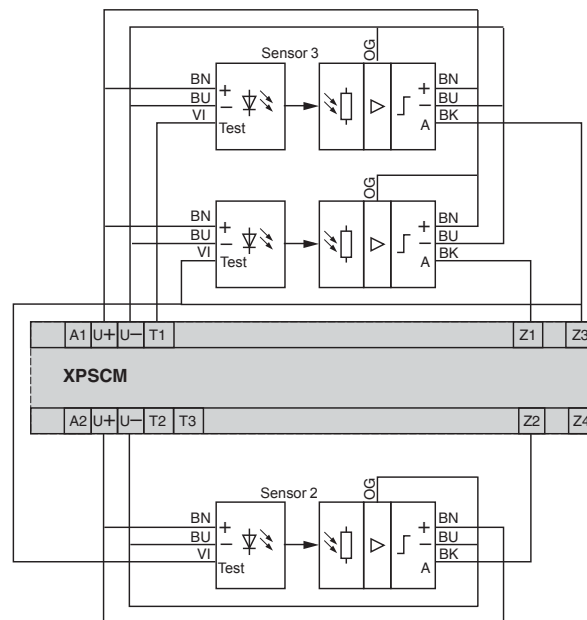 Sensor 3 OG
BN + + BN
BU − − BU
VI Test A BK
OG
BN + + BN
BU − − BU
VI Test A BK
A1 U+ U− T1 Z1 Z3
XPSCM
A2 U+ U− T2 T3 Z2 Z4
Sensor 2 OG
BN + + BN
BU − − BU
VI Test A BK